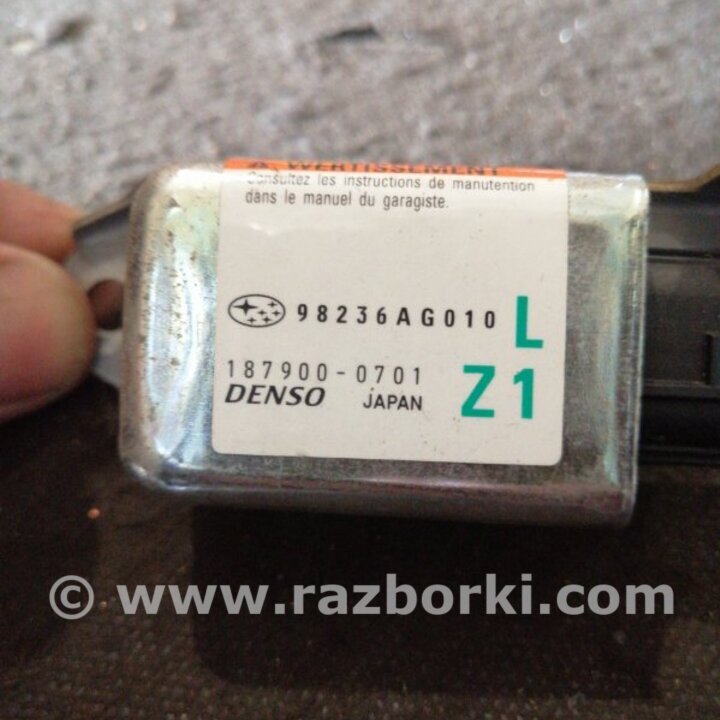 AVERTISSEMENT
Consultez les instructions de manutention
dans le manuel du garagiste.
98236AG010 L
187900-0701
DENSO JAPAN Z1
© www.razborki.com